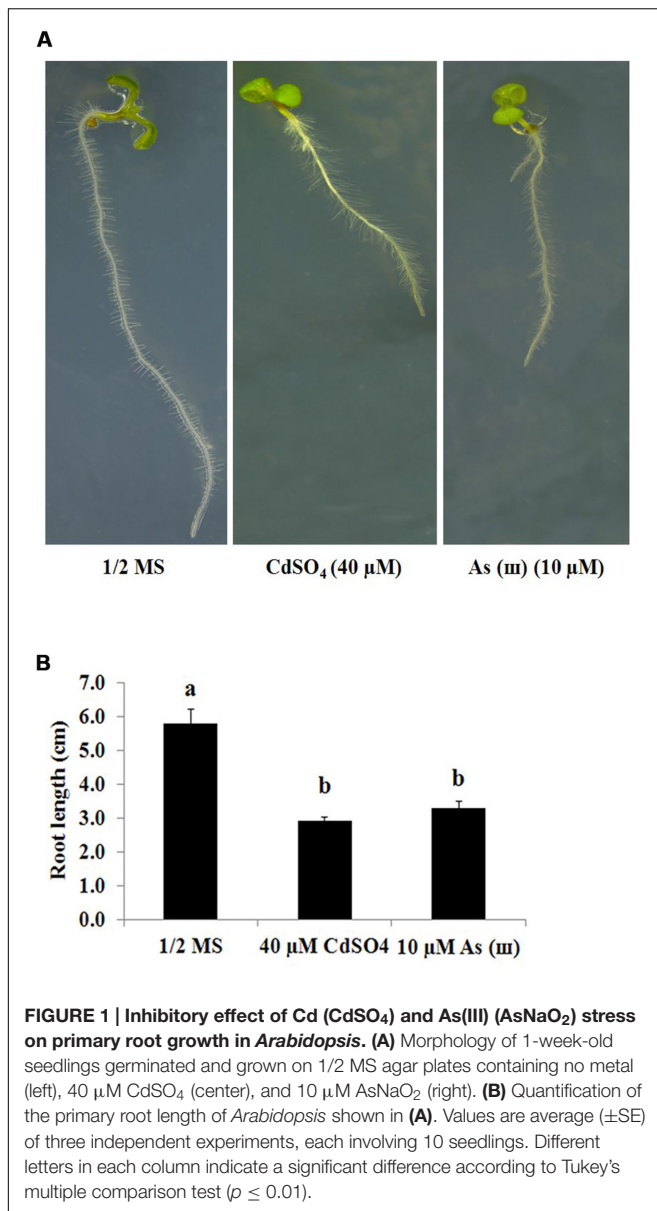 A
1/2 MS
CdSO₄ (40 μM)
As (III) (10 μM)
B
7.0
6.0
5.0
4.0
3.0
2.0
1.0
0.0
Root length (cm)
a
b
b
1/2 MS
40 μM CdSO4
10 μM As (III)
FIGURE 1 | Inhibitory effect of Cd (CdSO₄) and As(III) (AsNaO₂) stress
on primary root growth in Arabidopsis. (A) Morphology of 1-week-old
seedlings germinated and grown on 1/2 MS agar plates containing no metal
(left), 40 μM CdSO₄ (center), and 10 μM AsNaO₂ (right). (B) Quantification of
the primary root length of Arabidopsis shown in (A). Values are average (±SE)
of three independent experiments, each involving 10 seedlings. Different
letters in each column indicate a significant difference according to Tukey's
multiple comparison test (p ≤ 0.01).